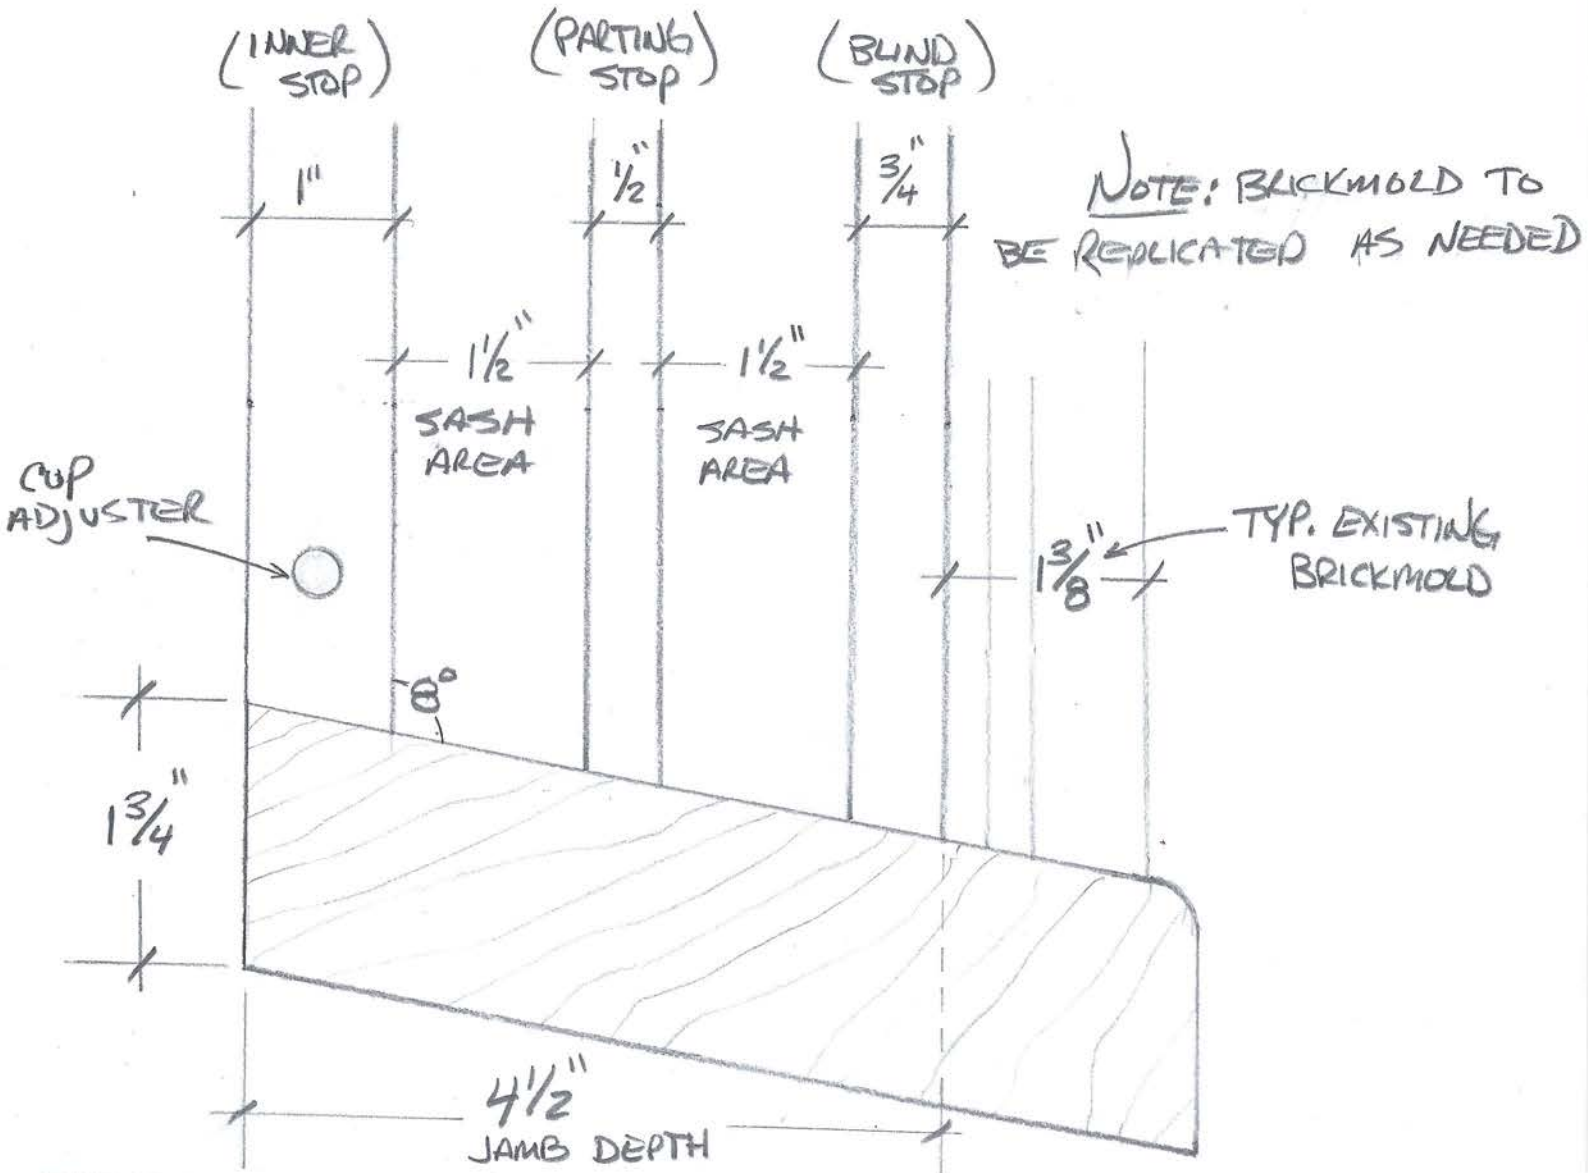 (INNER STOP)
(PARTING STOP)
(BLIND STOP)
1"
1/2"
3/4"
NOTE: BRICKMOLD TO
BE REPLICATED AS NEEDED
1 1/2"
SASH
AREA
1 1/2"
SASH
AREA
CUP
ADJUSTER
1 3/8"
TYP. EXISTING
BRICKMOLD
8°
1 3/4"
4 1/2"
JAMB DEPTH